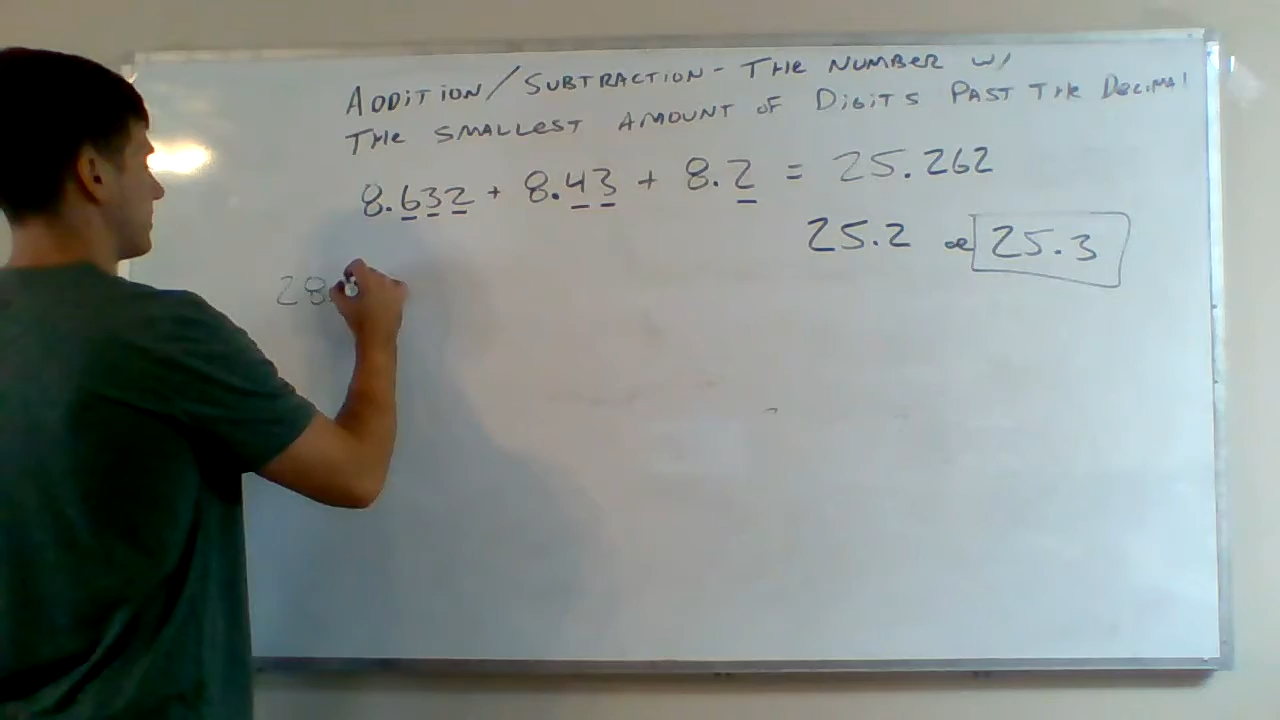 ADDITION/SUBTRACTION - THE NUMBER W/
THE SMALLEST AMOUNT OF DIGITS PAST THE DECIMAL
8.632 + 8.43 + 8.2 = 25.262
25.2 or 25.3
28.